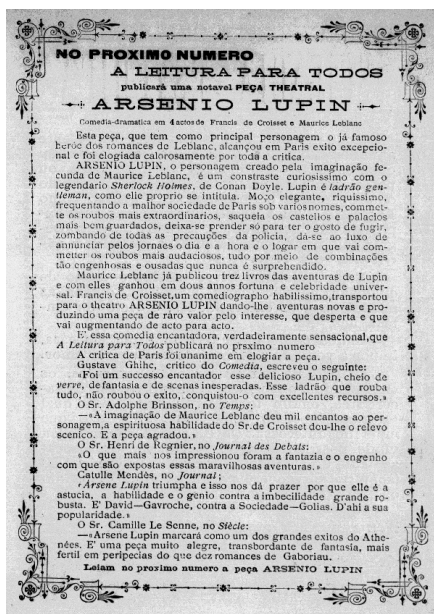 NO PROXIMO NUMERO
A LEITURA PARA TODOS
publicará uma notavel PEÇA THEATRAL
ARSENIO LUPIN
Comedia-dramatica em 4 actos de Francis de Croisset e Maurice Leblanc
Esta peça, que tem como principal personagem o já famoso
heróe dos romances de Leblanc, alcançou em Paris exito excepcio-
nal e foi elogiada calorosamente por toda a critica.
ARSENIO LUPIN, o personagem creado pela imaginação fe-
cunda de Maurice Leblanc, é um constraste curiosissimo com o
legendario Sherlock Holmes, de Conan Doyle. Lupin é ladrão gen-
tleman, como elle proprio se intitula. Moço elegante, riquissimo,
frequentando a malhor sociedade de Paris sob varios nomes, commet-
te os roubos mais extraordinarios, saqueia os castellos e palacios
mais bem guardados, deixa-se prender só para ter o gosto de fugir,
zombando de todas as precauções da policia, dá-se ao luxo de
annunciar pelos jornaes o dia e a hora e o logar em que vai com-
metter os roubos mais audaciosos, tudo por meio de combinações
tão engenhosas e ousadas que nunca é surprehendido.
Maurice Leblanc já publicou trez livros das aventuras de Lupin
e com elles ganhou em dous annos fortuna e celebridade univer-
sal. Francis de Croisset, um comediographo habilissimo, transportou
para o theatro ARSENIO LUPIN dando-lhe aventuras novas e pro-
duzindo uma peça de raro valor pelo interesse, que desperta e que
vai augmentando de acto para acto.
E' essa comedia encantadora, verdadeiramente sensacional, que
A Leitura para Todos publicará no prsximo numero
A critica de Paris foi unanime em elogiar a peça.
Gustave Ghihe, critico do Comedia, escreveu o seguinte:
«Foi um successo encantador esse delicioso Lupin, cheio de
verve, de fantasia e de scenas inesperadas. Esse ladrão que rouba
tudo, não roubou o exito, conquistou-o com excellentes recursos.»
O Sr. Adolphe Brinsson, no Temps:
—«A imaginação de Maurice Leblanc deu mil encantos ao per-
sonagem, a espirituosa habilidade do Sr. de Croisset deu-lhe o relevo
scenico. E a peça agradou.»
O Sr. Henri de Regnier, no Journal des Debats:
«O que mais nos impressionou foram a fantazia e o engenho
com que são expostas essas maravilhosas aventuras.»
Catulle Mendès, no Journal;
«Arsene Lupin triumpha e isso nos dá prazer por que elle é a
astucia, a habilidade e o genio contra a imbecilidade grande ro-
busta. E' David—Gavroche, contra a Sociedade—Golias. D'ahi a sua
popularidade.»
O Sr. Camille Le Senne, no Siècle:
—«Arsene Lupin marcará como um dos grandes exitos do Athe-
nées. E' uma peça muito alegre, transbordante de fantasia, mais
fertil em peripecias do que dez romances de Gaboriau.
Leiam no proximo numero a peça ARSENIO LUPIN